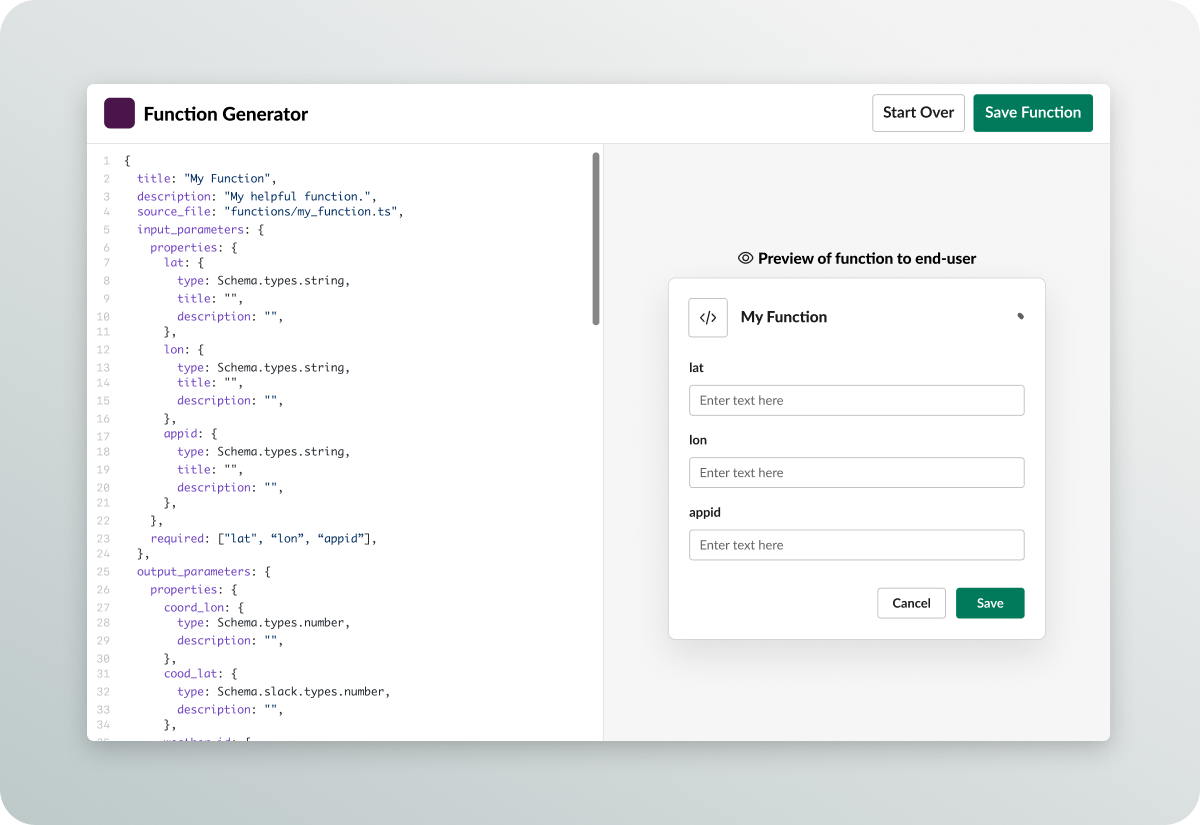 Function Generator
Start Over
Save Function
1 {
2 title: "My Function",
3 description: "My helpful function.",
4 source_file: "functions/my_function.ts",
5 input_parameters: {
6 properties: {
7 lat: {
8 type: Schema.types.string,
9 title: "",
10 description: "",
11 },
12 lon: {
13 type: Schema.types.string,
14 title: "",
15 description: "",
16 },
17 appid: {
18 type: Schema.types.string,
19 title: "",
20 description: "",
21 },
22 },
23 required: ["lat", “lon”, “appid”],
24 },
25 output_parameters: {
26 properties: {
27 coord_lon: {
28 type: Schema.types.number,
29 description: "",
30 },
31 cood_lat: {
32 type: Schema.slack.types.number,
33 description: "",
34 },
Preview of function to end-user
</> My Function
lat
Enter text here
lon
Enter text here
appid
Enter text here
Cancel
Save